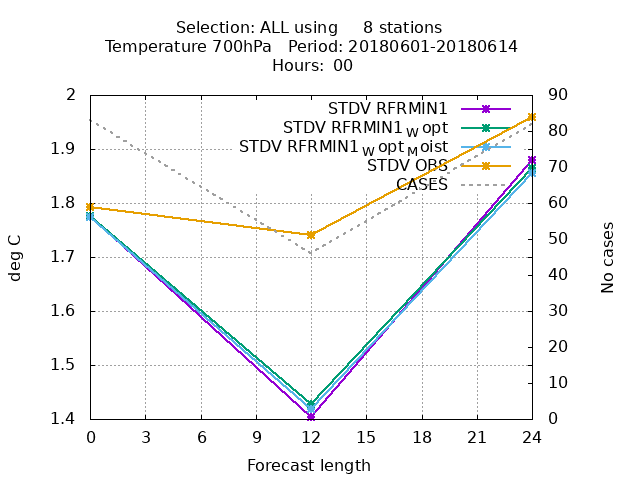 Selection: ALL using 8 stations
Temperature 700hPa Period: 20180601-20180614
Hours: 00
STDV RFRMIN1
STDV RFRMIN1_W opt
STDV RFRMIN1_W opt_M oist
STDV OBS
CASES
2
1.9
1.8
1.7
1.6
1.5
1.4
deg C
90
80
70
60
50
40
30
20
10
0
No cases
0 3 6 9 12 15 18 21 24
Forecast length